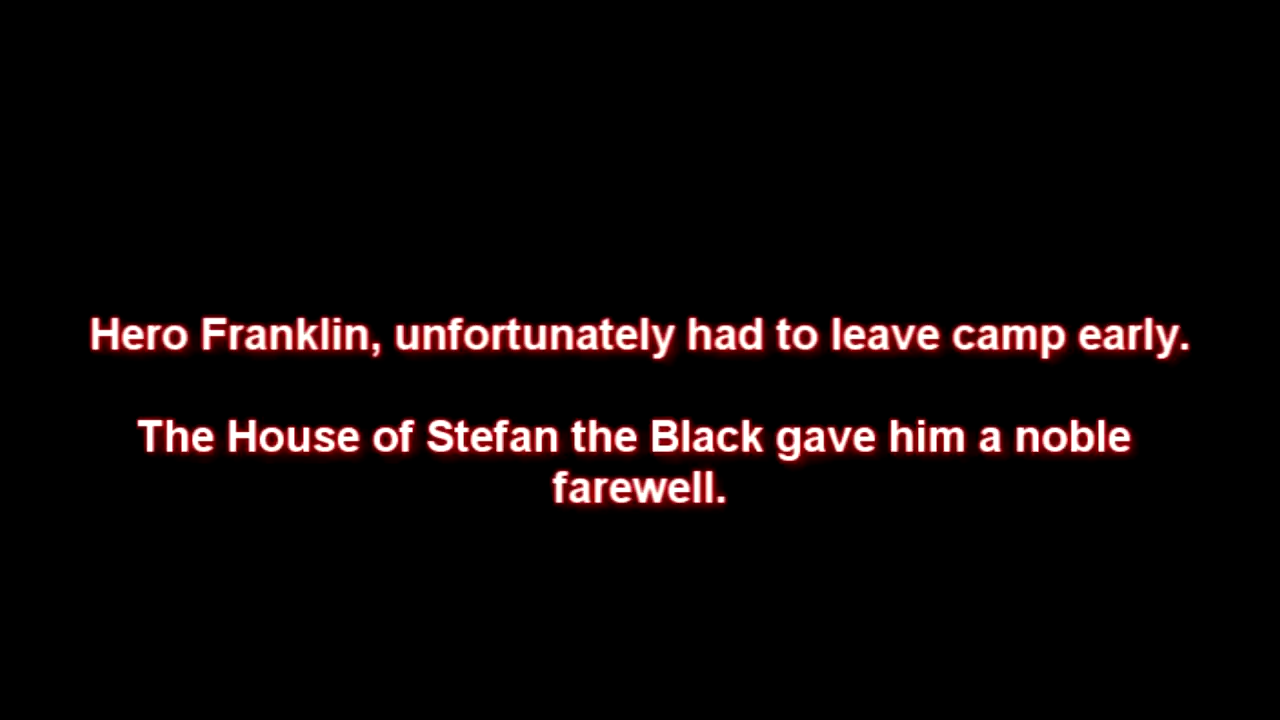 Hero Franklin, unfortunately had to leave camp early.
The House of Stefan the Black gave him a noble
farewell.